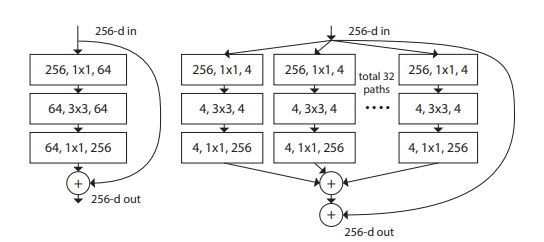 256-d in
256, 1x1, 64
64, 3x3, 64
64, 1x1, 256
+
256-d out
256-d in
256, 1x1, 4
256, 1x1, 4
total 32
paths
....
256, 1x1, 4
4, 3x3, 4
4, 3x3, 4
4, 3x3, 4
4, 1x1, 256
4, 1x1, 256
4, 1x1, 256
+
+
256-d out